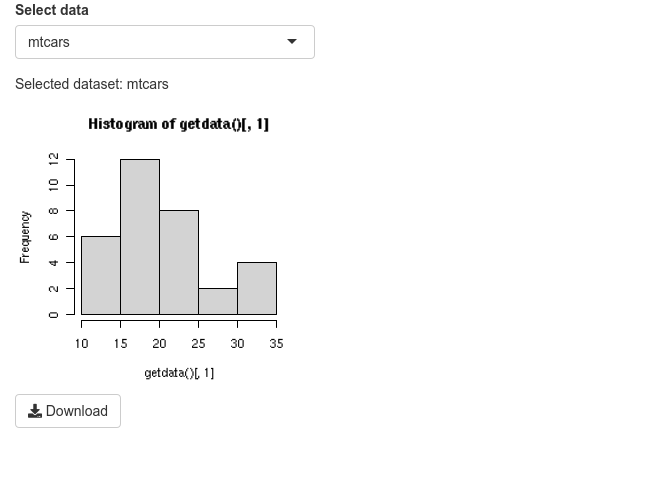 Select data
mtcars
Selected dataset: mtcars
Histogram of getdata()[, 1]
Frequency
12
10
8
6
4
2
0
10 15 20 25 30 35
getdata()[, 1]
Download